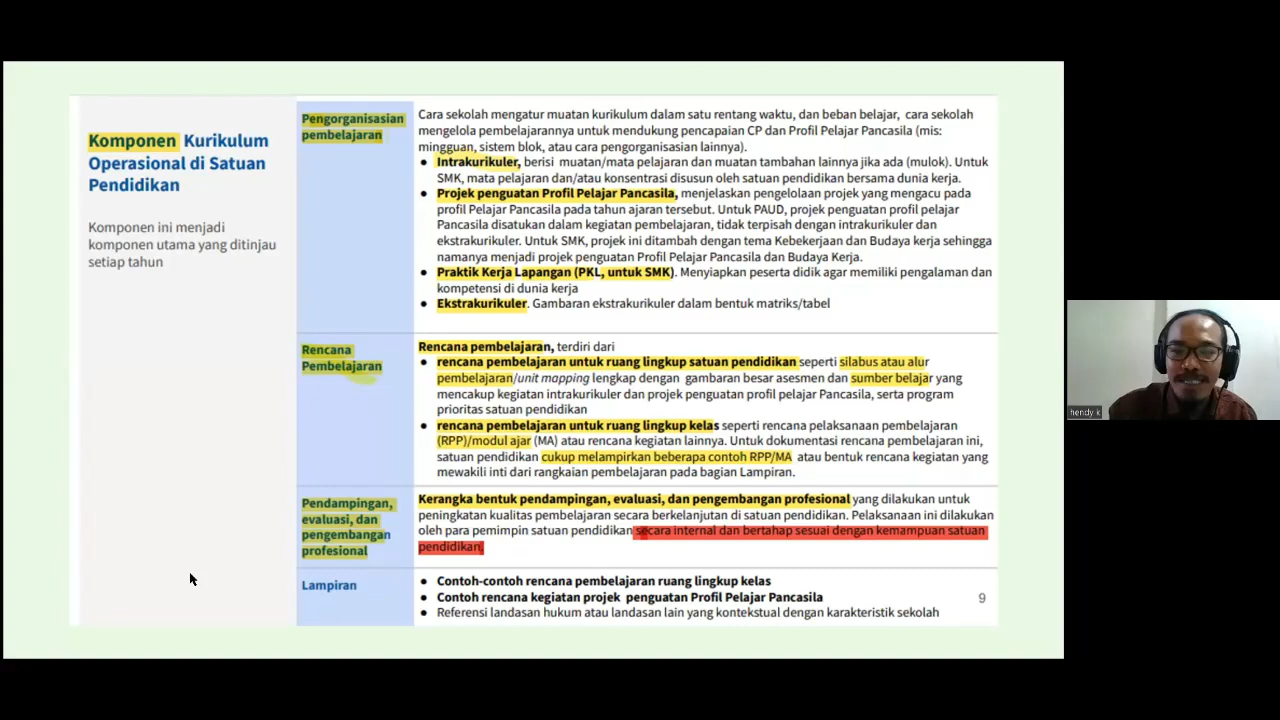 Komponen Kurikulum
Operasional di Satuan
Pendidikan
Komponen ini menjadi
komponen utama yang ditinjau
setiap tahun
Pengorganisasian
pembelajaran
Cara sekolah mengatur muatan kurikulum dalam satu rentang waktu, dan beban belajar, cara sekolah
mengelola pembelajarannya untuk mendukung pencapaian CP dan Profil Pelajar Pancasila (mis:
mingguan, sistem blok, atau cara pengorganisasian lainnya).
● Intrakurikuler, berisi muatan/mata pelajaran dan muatan tambahan lainnya jika ada (mulok). Untuk
SMK, mata pelajaran dan/atau konsentrasi disusun oleh satuan pendidikan bersama dunia kerja.
● Projek penguatan Profil Pelajar Pancasila, menjelaskan pengelolaan projek yang mengacu pada
profil Pelajar Pancasila pada tahun ajaran tersebut. Untuk PAUD, projek penguatan profil pelajar
Pancasila disatukan dalam kegiatan pembelajaran, tidak terpisah dengan intrakurikuler dan
ekstrakurikuler. Untuk SMK, projek ini ditambah dengan tema Kebekerjaan dan Budaya kerja sehingga
namanya menjadi projek penguatan Profil Pelajar Pancasila dan Budaya Kerja.
● Praktik Kerja Lapangan (PKL, untuk SMK). Menyiapkan peserta didik agar memiliki pengalaman dan
kompetensi di dunia kerja
● Ekstrakurikuler. Gambaran ekstrakurikuler dalam bentuk matriks/tabel
Rencana
Pembelajaran
Rencana pembelajaran, terdiri dari
● rencana pembelajaran untuk ruang lingkup satuan pendidikan seperti silabus atau alur
pembelajaran/unit mapping lengkap dengan gambaran besar asesmen dan sumber belajar yang
mencakup kegiatan intrakurikuler dan projek penguatan profil pelajar Pancasila, serta program
prioritas satuan pendidikan
● rencana pembelajaran untuk ruang lingkup kelas seperti rencana pelaksanaan pembelajaran
(RPP)/modul ajar (MA) atau rencana kegiatan lainnya. Untuk dokumentasi rencana pembelajaran ini,
satuan pendidikan cukup melampirkan beberapa contoh RPP/MA atau bentuk rencana kegiatan yang
mewakili inti dari rangkaian pembelajaran pada bagian Lampiran.
Pendampingan,
evaluasi, dan
pengembangan
profesional
Kerangka bentuk pendampingan, evaluasi, dan pengembangan profesional yang dilakukan untuk
peningkatan kualitas pembelajaran secara berkelanjutan di satuan pendidikan. Pelaksanaan ini dilakukan
oleh para pemimpin satuan pendidikan secara internal dan bertahap sesuai dengan kemampuan satuan
pendidikan.
Lampiran
● Contoh-contoh rencana pembelajaran ruang lingkup kelas
● Contoh rencana kegiatan projek penguatan Profil Pelajar Pancasila
● Referensi landasan hukum atau landasan lain yang kontekstual dengan karakteristik sekolah
9
hendy k